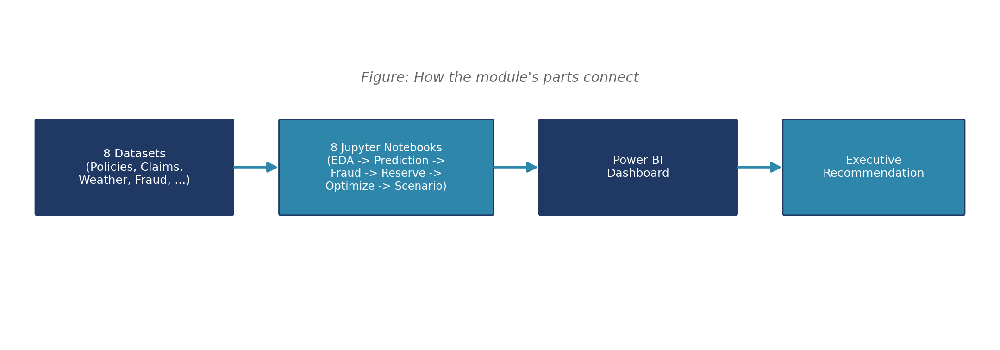 Figure: How the module's parts connect
8 Datasets
(Policies, Claims,
Weather, Fraud, ...)
8 Jupyter Notebooks
(EDA -> Prediction ->
Fraud -> Reserve ->
Optimize -> Scenario)
Power BI
Dashboard
Executive
Recommendation